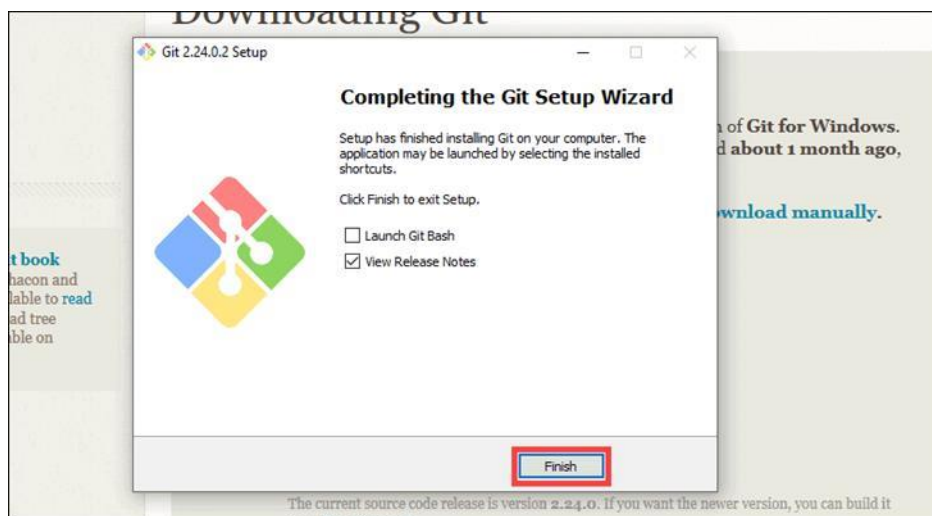 Downloading Git
Git 2.24.0.2 Setup
Completing the Git Setup Wizard
Setup has finished installing Git on your computer. The
application may be launched by selecting the installed
shortcuts.
Click Finish to exit Setup.
Launch Git Bash
View Release Notes
Finish
n of Git for Windows.
d about 1 month ago,
wnload manually.
t book
hacon and
lable to read
ad tree
ble on
The current source code release is version 2.24.0. If you want the newer version, you can build it